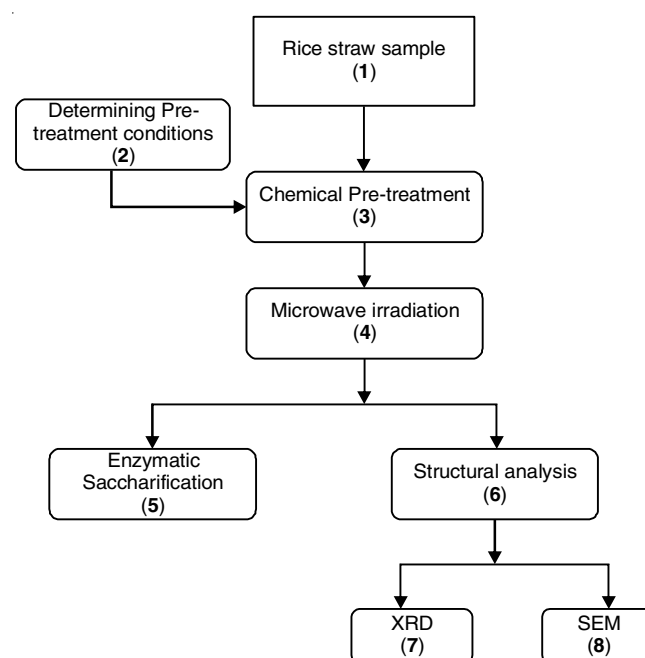 Rice straw sample
(1)
Determining Pre-
treatment conditions
(2)
Chemical Pre-treatment
(3)
Microwave irradiation
(4)
Enzymatic
Saccharification
(5)
Structural analysis
(6)
XRD
(7)
SEM
(8)